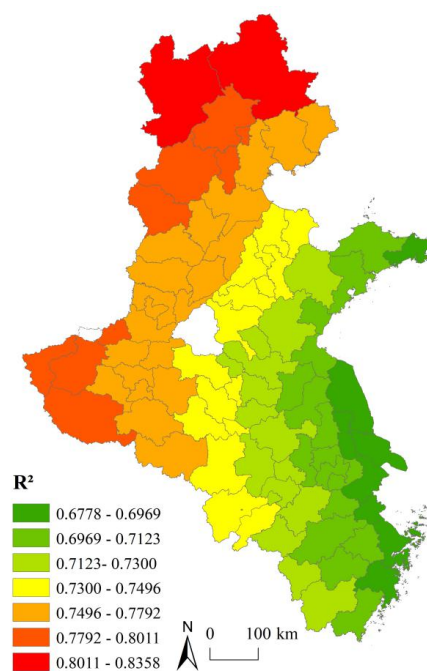 R²
0.6778 - 0.6969
0.6969 - 0.7123
0.7123- 0.7300
0.7300 - 0.7496
0.7496 - 0.7792
0.7792 - 0.8011
0.8011 - 0.8358
N
0 100 km